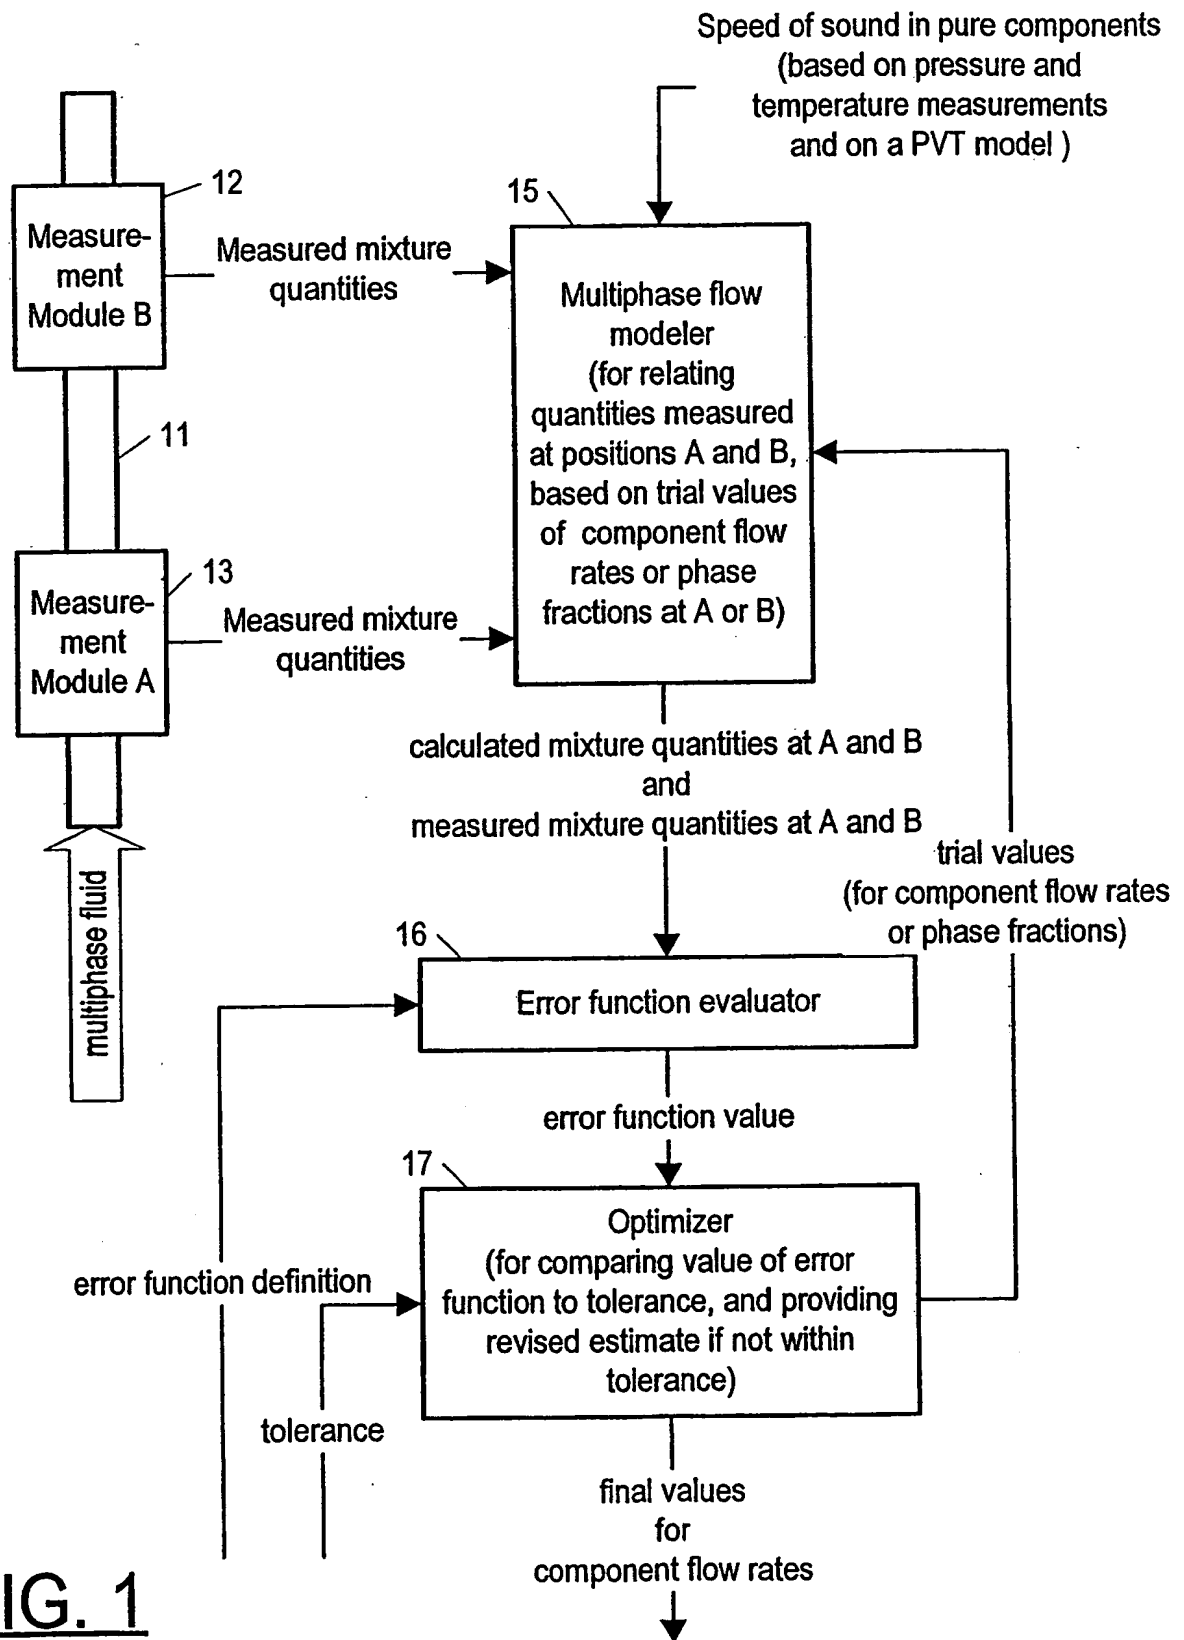 Speed of sound in pure components
(based on pressure and
temperature measurements
and on a PVT model )
12
Measure-
ment
Module B
Measured mixture
quantities
15
Multiphase flow
modeler
(for relating
quantities measured
at positions A and B,
based on trial values
of component flow
rates or phase
fractions at A or B)
11
13
Measure-
ment
Module A
Measured mixture
quantities
calculated mixture quantities at A and B
and
measured mixture quantities at A and B
trial values
(for component flow rates
or phase fractions)
multiphase fluid
16
Error function evaluator
error function value
17
Optimizer
(for comparing value of error
function to tolerance, and providing
revised estimate if not within
tolerance)
error function definition
tolerance
final values
for
component flow rates
IG. 1